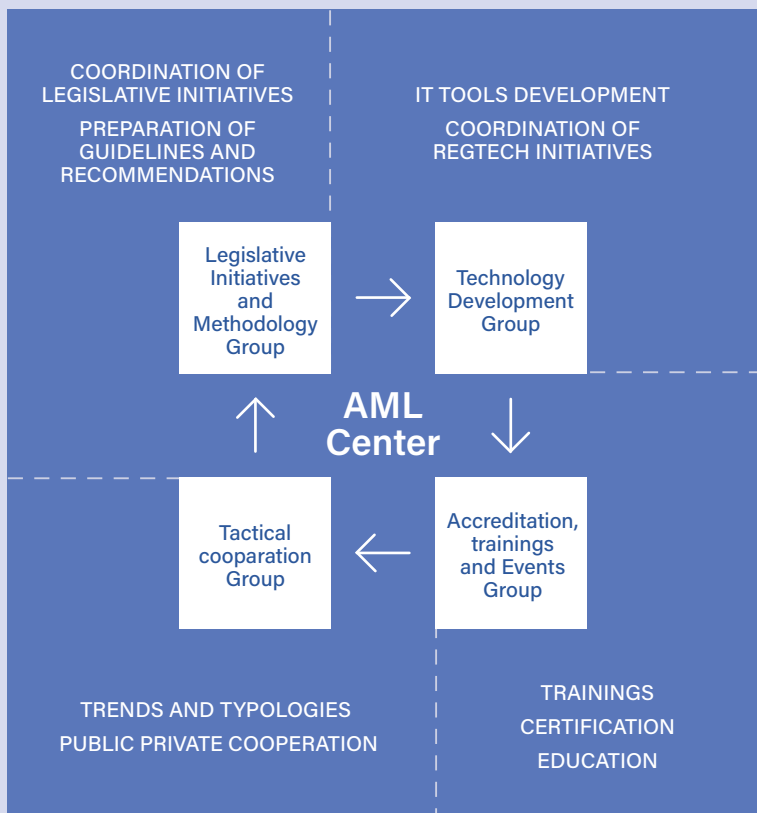 COORDINATION OF
LEGISLATIVE INITIATIVES
PREPARATION OF
GUIDELINES AND
RECOMMENDATIONS
IT TOOLS DEVELOPMENT
COORDINATION OF
REGTECH INITIATIVES
Legislative
Initiatives
and
Methodology
Group
Technology
Development
Group
AML
Center
Tactical
cooparation
Group
Accreditation,
trainings
and Events
Group
TRENDS AND TYPOLOGIES
PUBLIC PRIVATE COOPERATION
TRAININGS
CERTIFICATION
EDUCATION